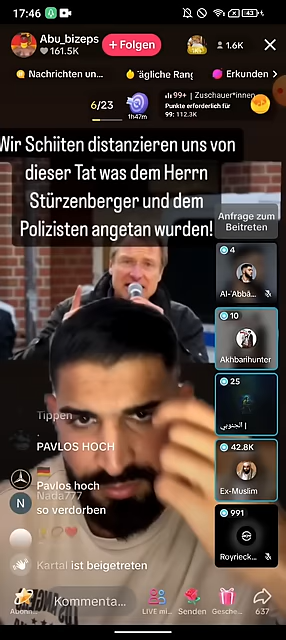 17:46
43
Abu_bizeps
161.5K
+ Folgen
1.6K
Nachrichten un...
Tägliche Rang
Erkunden
6/23
1h47m
99+ | Zuschauer*innen
Punkte erforderlich für
99: 112.3K
Wir Schiiten distanzieren uns von
dieser Tat was dem Herrn
Stürzenberger und dem
Polizisten angetan wurden!
Anfrage zum
Beitreten
4
Al-'Abbâ...
10
Akhbarihunter
25
الجنوبي |
42.8K
Ex-Muslim
991
Royrieck...
Tippen
PAVLOS HOCH
Pavlos hoch
N
Nada777
so verdorben
Kartal ist beigetreten
Abonn...
Kommenta...
LIVE mi...
Senden
Gesche...
637